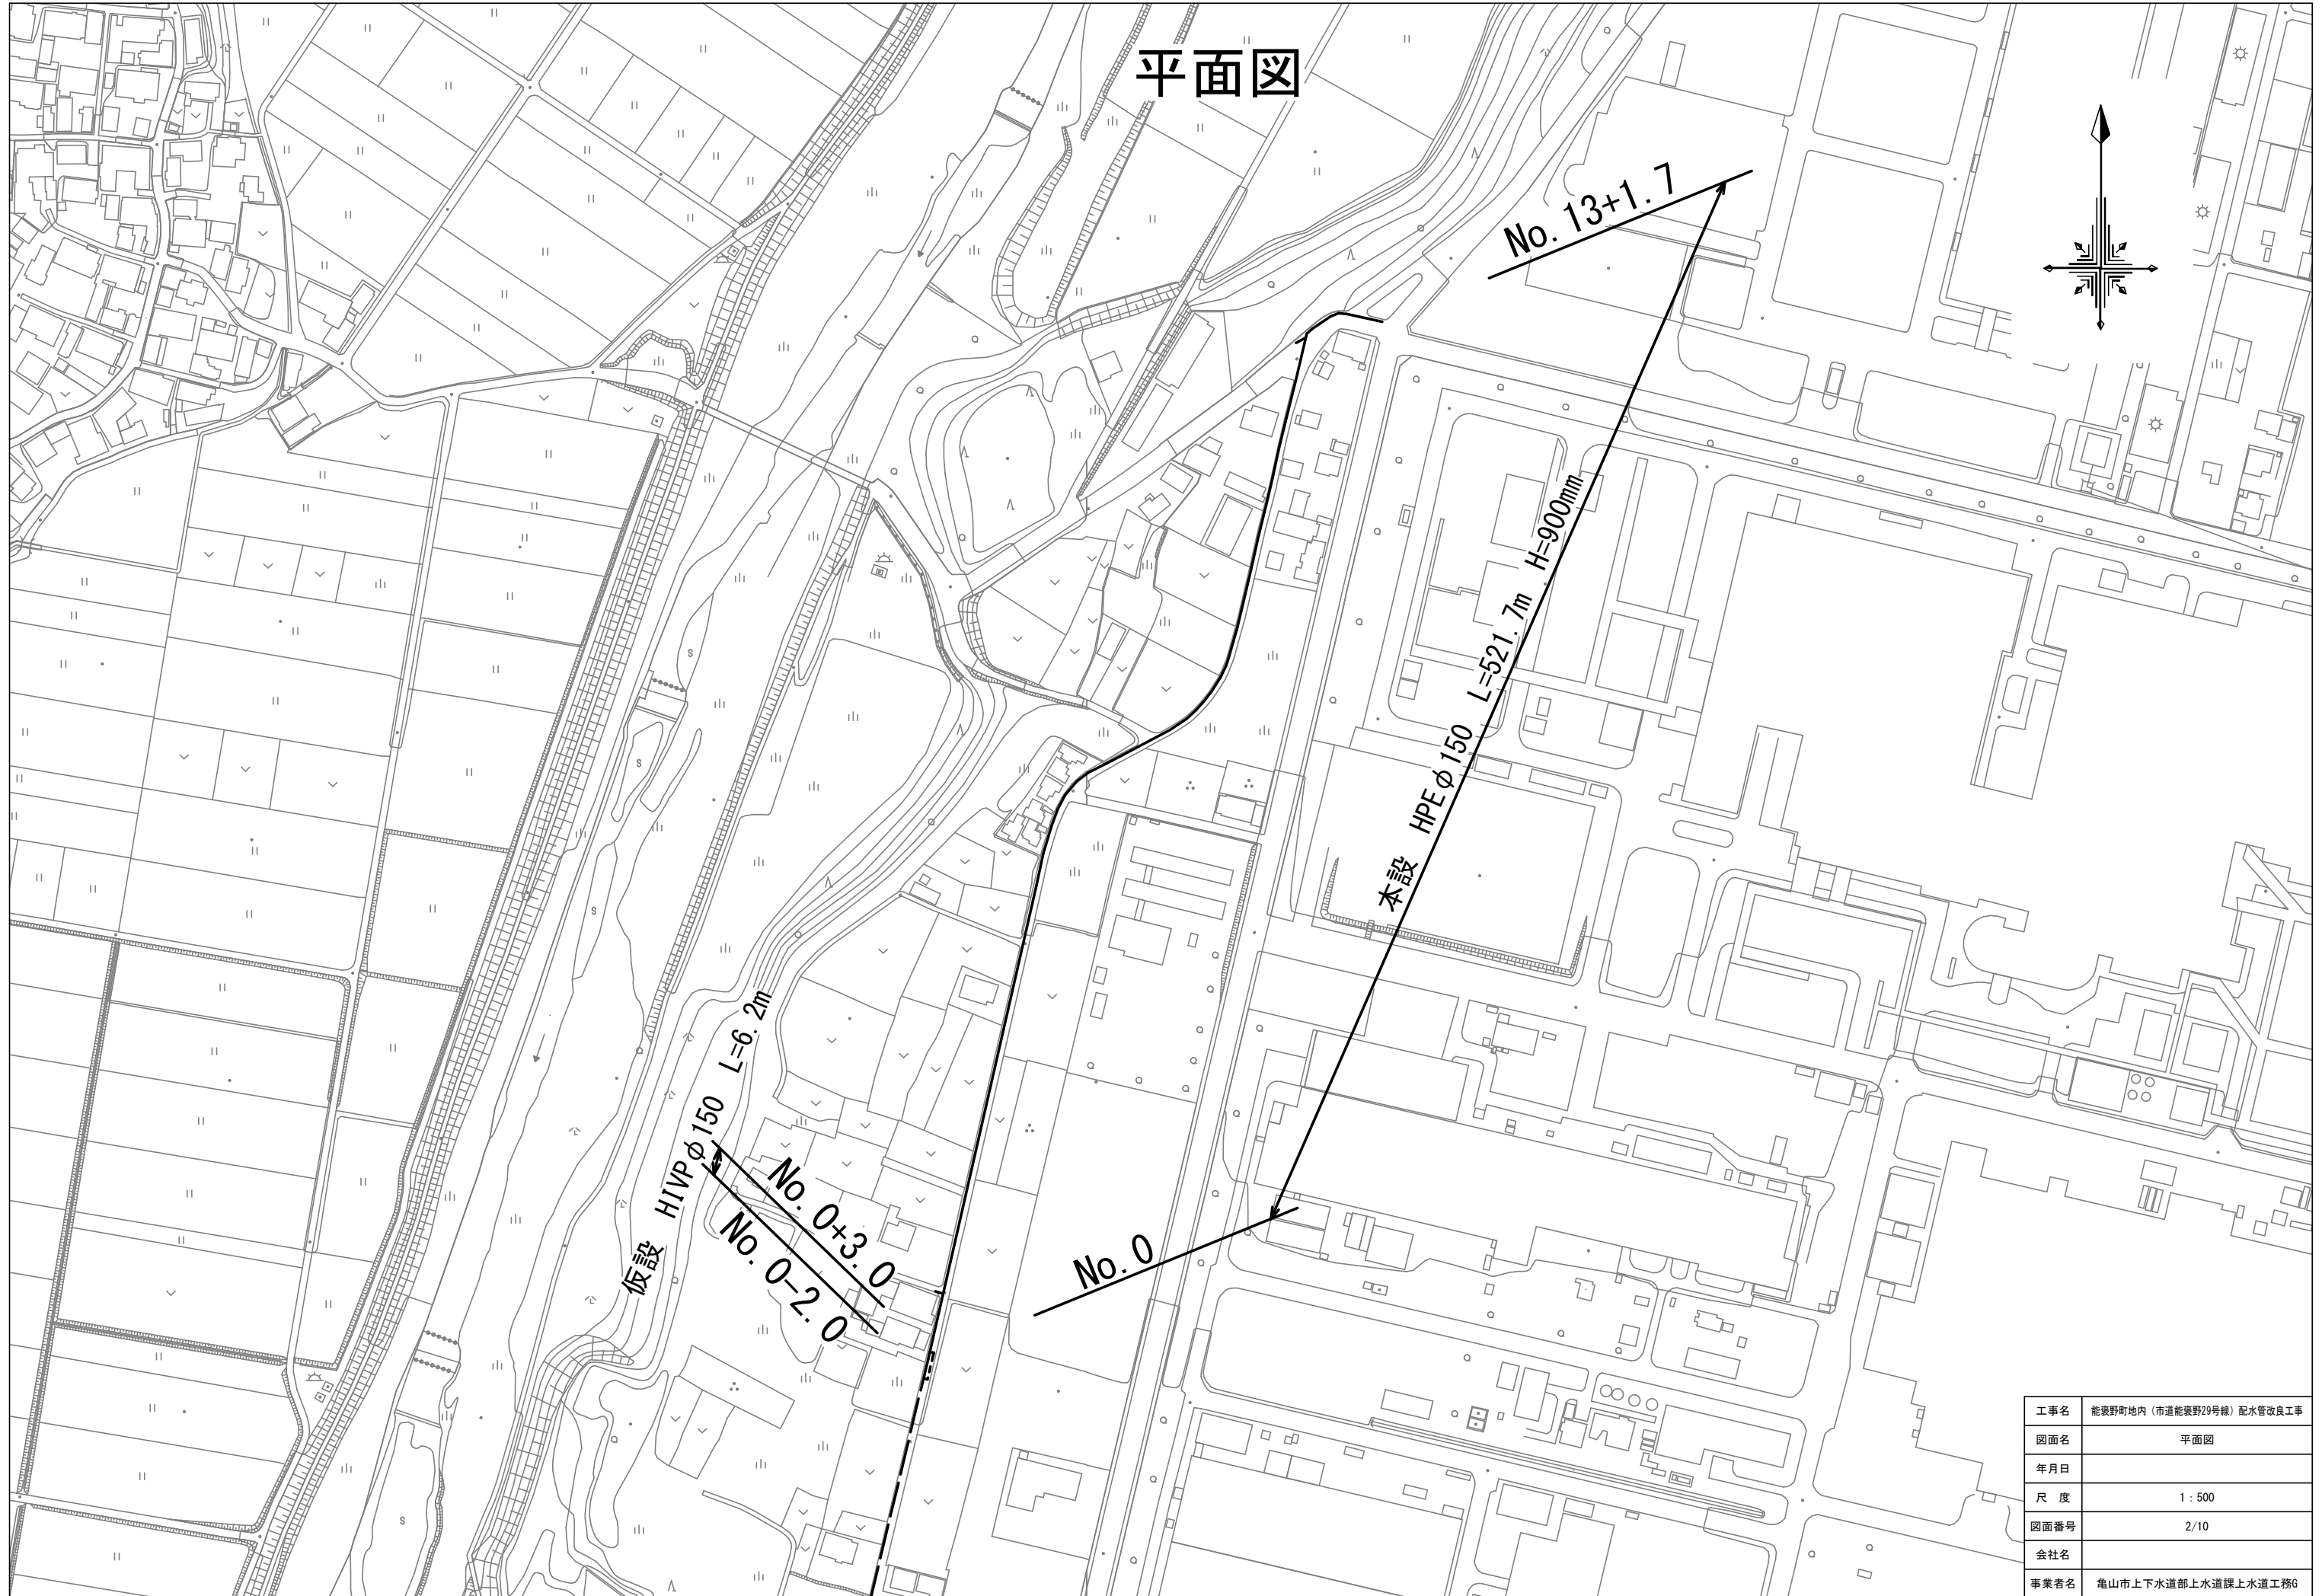 平面図
No. 13+1. 7
本設 HPEφ150 L=521. 7m H=900mm
仮設 HIVPφ150 L=6. 2m
No. 0+3. 0
No. 0-2. 0
No. 0
工事名 能褒野町地内（市道能褒野29号線）配水管改良工事
図面名 平面図
年月日
尺 度 1：500
図面番号 2/10
会社名
事業者名 亀山市上下水道部上水道課上水道工務G